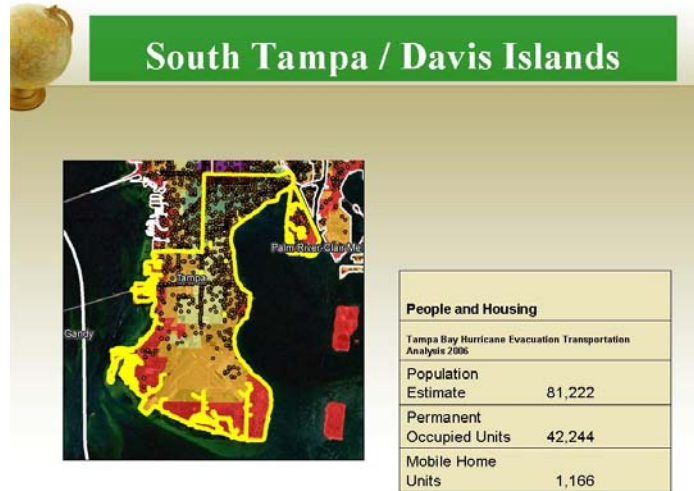 South Tampa / Davis Islands
Palm River-Clair Mel
Tampa
Gandy
People and Housing
Tampa Bay Hurricane Evacuation Transportation
Analysis 2006
Population
Estimate 81,222
Permanent
Occupied Units 42,244
Mobile Home
Units 1,166